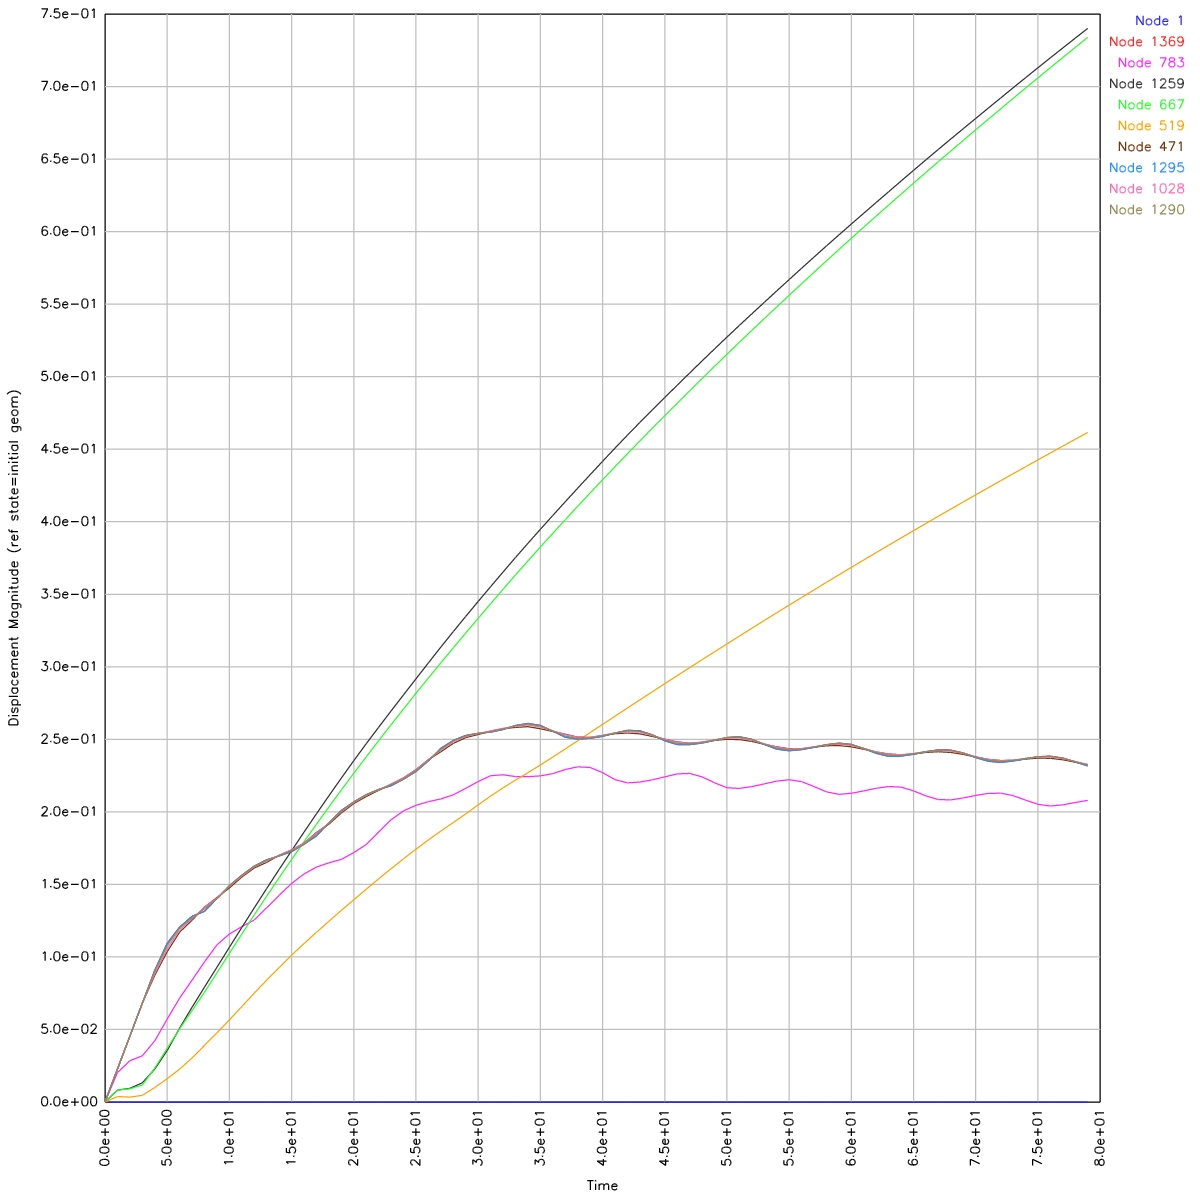 7.5e-01
7.0e-01
6.5e-01
6.0e-01
5.5e-01
5.0e-01
4.5e-01
4.0e-01
3.5e-01
3.0e-01
2.5e-01
2.0e-01
1.5e-01
1.0e-01
5.0e-02
0.0e+00
Displacement Magnitude (ref state=initial geom)
0.0e+00
5.0e+00
1.0e+01
1.5e+01
2.0e+01
2.5e+01
3.0e+01
3.5e+01
4.0e+01
4.5e+01
5.0e+01
5.5e+01
6.0e+01
6.5e+01
7.0e+01
7.5e+01
8.0e+01
Time
Node 1
Node 1369
Node 783
Node 1259
Node 667
Node 519
Node 471
Node 1295
Node 1028
Node 1290